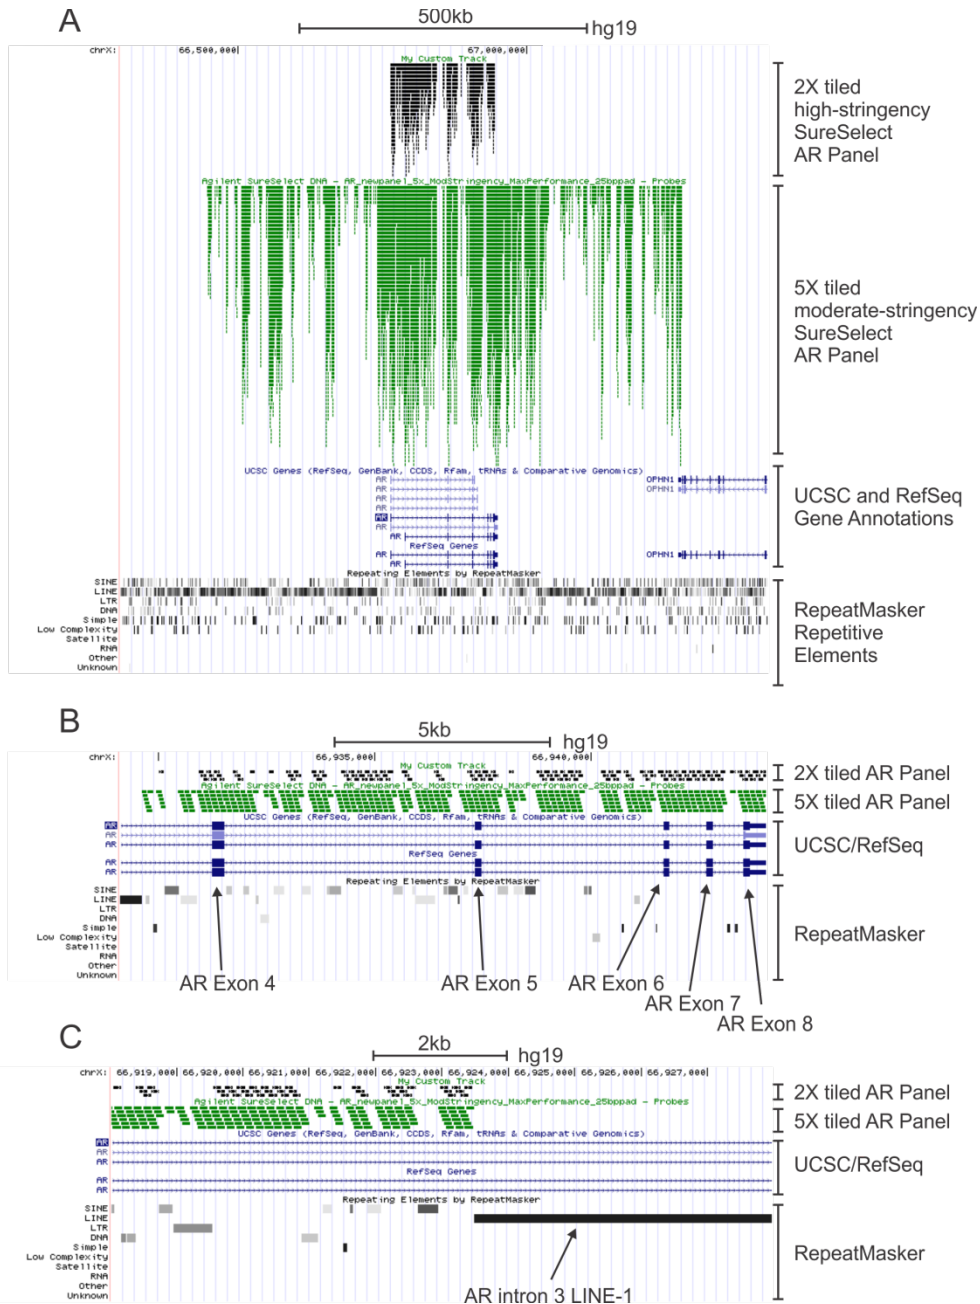 A
500kb
hg19
chrX:
66,500,000
67,000,000
My Custom Track
2X tiled
high-stringency
SureSelect
AR Panel
Agilent SureSelect DNA - AR_newpanel_5x_ModStringency_MaxPerformance_25bppad - Probes
5X tiled
moderate-stringency
SureSelect
AR Panel
UCSC Genes (RefSeq, GenBank, CCDS, Rfam, tRNAs & Comparative Genomics)
AR
AR
AR
AR
AR
AR
AR
OPHN1
OPHN1
RefSeq Genes
AR
AR
OPHN1
UCSC and RefSeq
Gene Annotations
Repeating Elements by RepeatMasker
SINE
LINE
LTR
DNA
Simple
Low Complexity
Satellite
RNA
Other
Unknown
RepeatMasker
Repetitive
Elements
B
5kb
hg19
chrX:
66,935,000
66,940,000
My Custom Track
2X tiled AR Panel
Agilent SureSelect DNA - AR_newpanel_5x_ModStringency_MaxPerformance_25bppad - Probes
5X tiled AR Panel
UCSC Genes (RefSeq, GenBank, CCDS, Rfam, tRNAs & Comparative Genomics)
AR
AR
AR
RefSeq Genes
AR
AR
UCSC/RefSeq
Repeating Elements by RepeatMasker
SINE
LINE
LTR
DNA
Simple
Low Complexity
Satellite
RNA
Other
Unknown
RepeatMasker
AR Exon 4
AR Exon 5
AR Exon 6
AR Exon 7
AR Exon 8
C
2kb
hg19
chrX:
66,919,000
66,920,000
66,921,000
66,922,000
66,923,000
66,924,000
66,925,000
66,926,000
66,927,000
My Custom Track
2X tiled AR Panel
Agilent SureSelect DNA - AR_newpanel_5x_ModStringency_MaxPerformance_25bppad - Probes
5X tiled AR Panel
UCSC Genes (RefSeq, GenBank, CCDS, Rfam, tRNAs & Comparative Genomics)
AR
AR
AR
RefSeq Genes
AR
AR
UCSC/RefSeq
Repeating Elements by RepeatMasker
SINE
LINE
LTR
DNA
Simple
Low Complexity
Satellite
RNA
Other
Unknown
RepeatMasker
AR intron 3 LINE-1